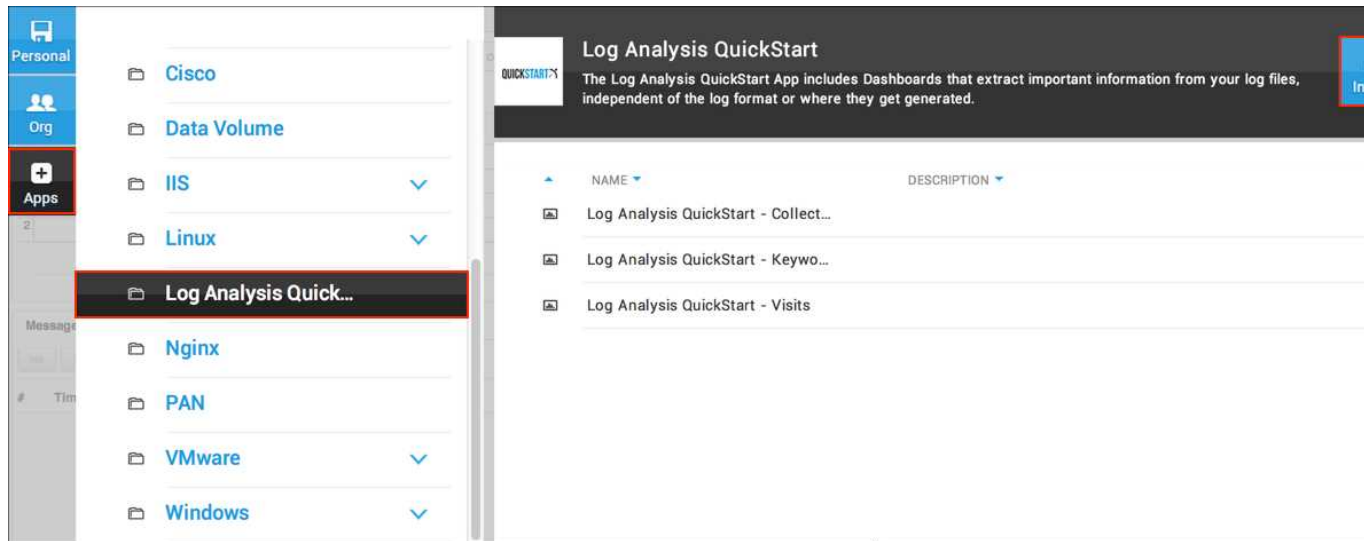 Personal
Org
Apps
2
Message
#
Cisco
Data Volume
IIS
Linux
Log Analysis Quick...
Nginx
PAN
VMware
Windows
QUICKSTART
Log Analysis QuickStart
The Log Analysis QuickStart App includes Dashboards that extract important information from your log files,
independent of the log format or where they get generated.
NAME DESCRIPTION
Log Analysis QuickStart - Collect...
Log Analysis QuickStart - Keywo...
Log Analysis QuickStart - Visits